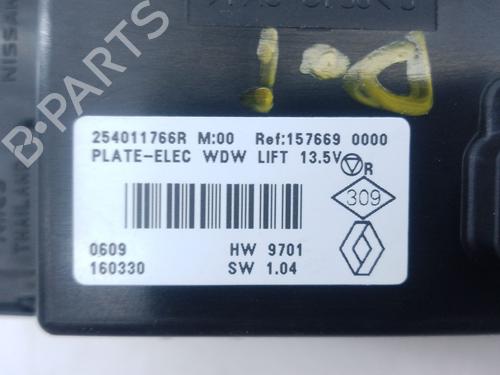 NISSAN
THAILAND
D.I
254011766R M:00 Ref:157669 0000
PLATE-ELEC WDW LIFT 13.5V R
309
0609 HW 9701
160330 SW 1.04
B-PARTS